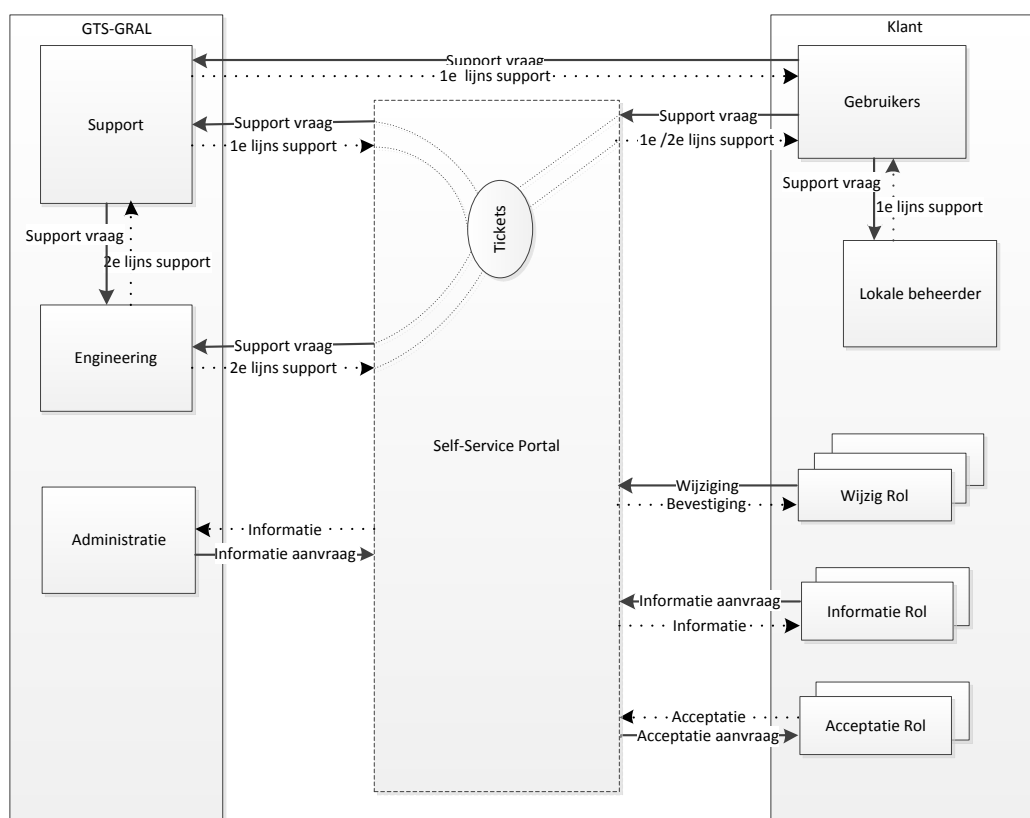 GTS-GRAL
Klant
Support vraag
1e lijns support
Support
Gebruikers
Support vraag
1e lijns support
Support vraag
1e /2e lijns support
Tickets
Support vraag
1e lijns support
Support vraag
2e lijns support
Lokale beheerder
Engineering
Support vraag
2e lijns support
Self-Service Portal
Wijziging
Bevestiging
Wijzig Rol
Administratie
Informatie
Informatie aanvraag
Informatie aanvraag
Informatie
Informatie Rol
Acceptatie
Acceptatie aanvraag
Acceptatie Rol